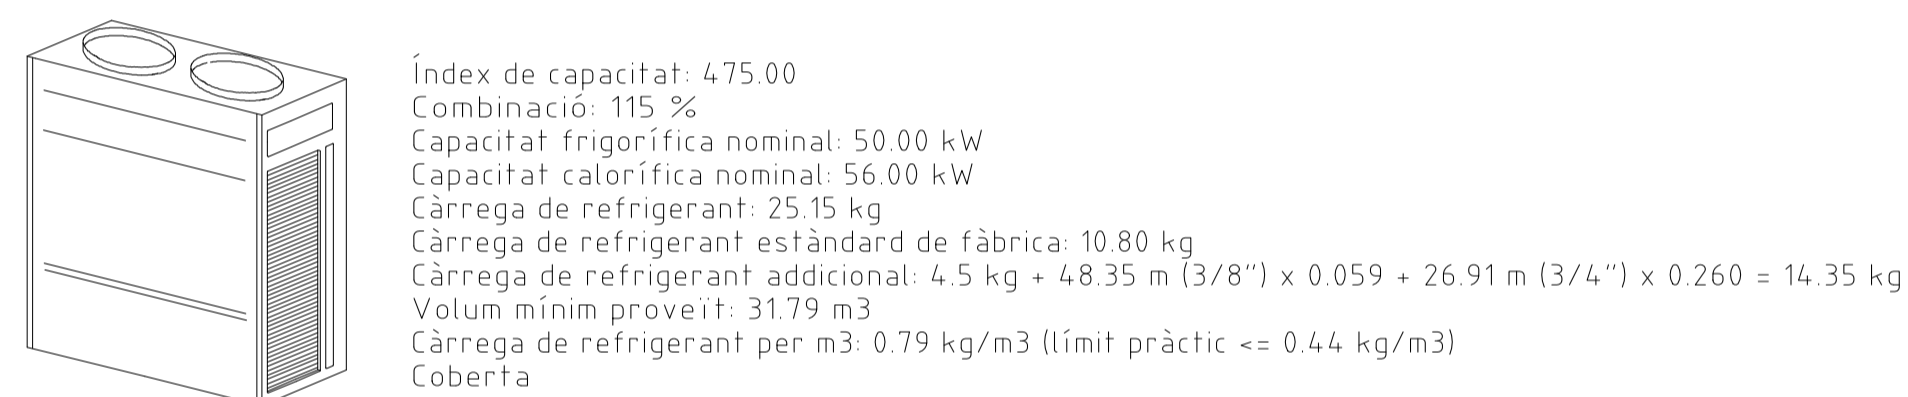 Índex de capacitat: 475.00
Combinació: 115 %
Capacitat frigorífica nominal: 50.00 kW
Capacitat calorífica nominal: 56.00 kW
Càrrega de refrigerant: 25.15 kg
Càrrega de refrigerant estàndard de fàbrica: 10.80 kg
Càrrega de refrigerant addicional: 4.5 kg + 48.35 m (3/8'') x 0.059 + 26.91 m (3/4'') x 0.260 = 14.35 kg
Volum mínim proveït: 31.79 m3
Càrrega de refrigerant per m3: 0.79 kg/m3 (límit pràctic <= 0.44 kg/m3)
Coberta